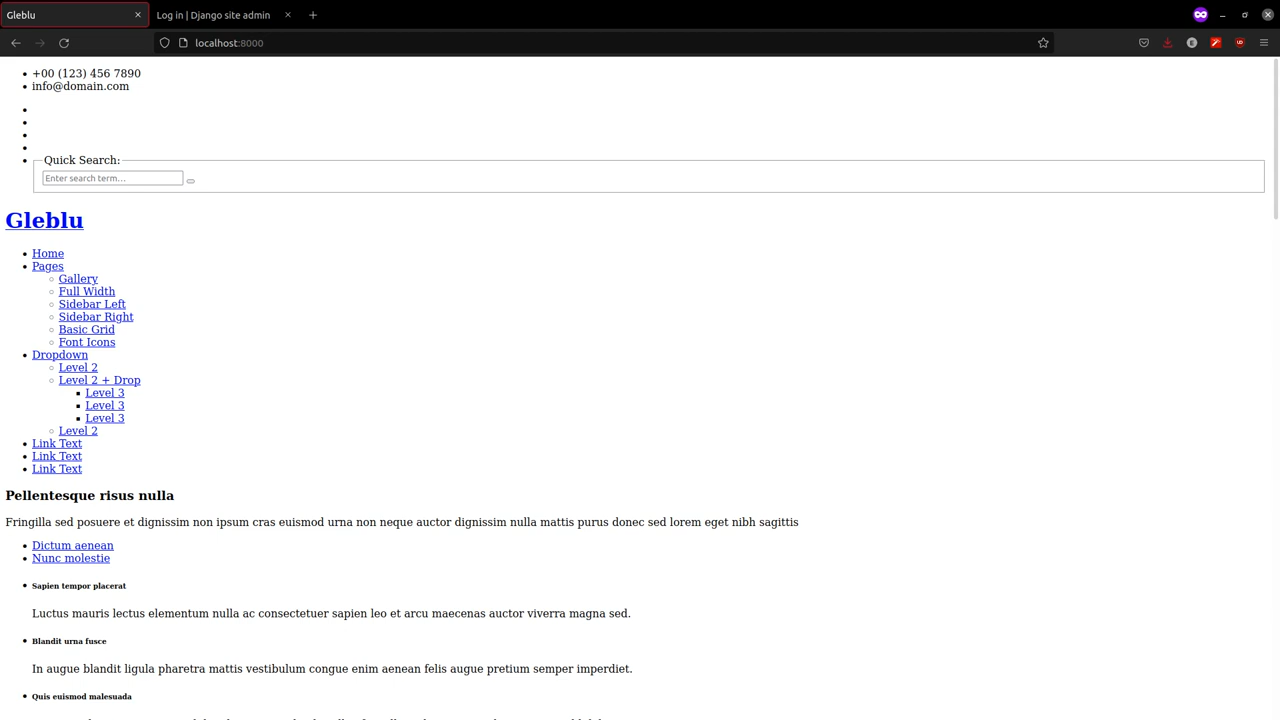 Gleblu
Log in | Django site admin
localhost:8000
+00 (123) 456 7890
info@domain.com
Quick Search:
Enter search term...
Gleblu
Home
Pages
Gallery
Full Width
Sidebar Left
Sidebar Right
Basic Grid
Font Icons
Dropdown
Level 2
Level 2 + Drop
Level 3
Level 3
Level 3
Level 2
Link Text
Link Text
Link Text
Pellentesque risus nulla
Fringilla sed posuere et dignissim non ipsum cras euismod urna non neque auctor dignissim nulla mattis purus donec sed lorem eget nibh sagittis
Dictum aenean
Nunc molestie
Sapien tempor placerat
Luctus mauris lectus elementum nulla ac consectetuer sapien leo et arcu maecenas auctor viverra magna sed.
Blandit urna fusce
In augue blandit ligula pharetra mattis vestibulum congue enim aenean felis augue pretium semper imperdiet.
Quis euismod malesuada